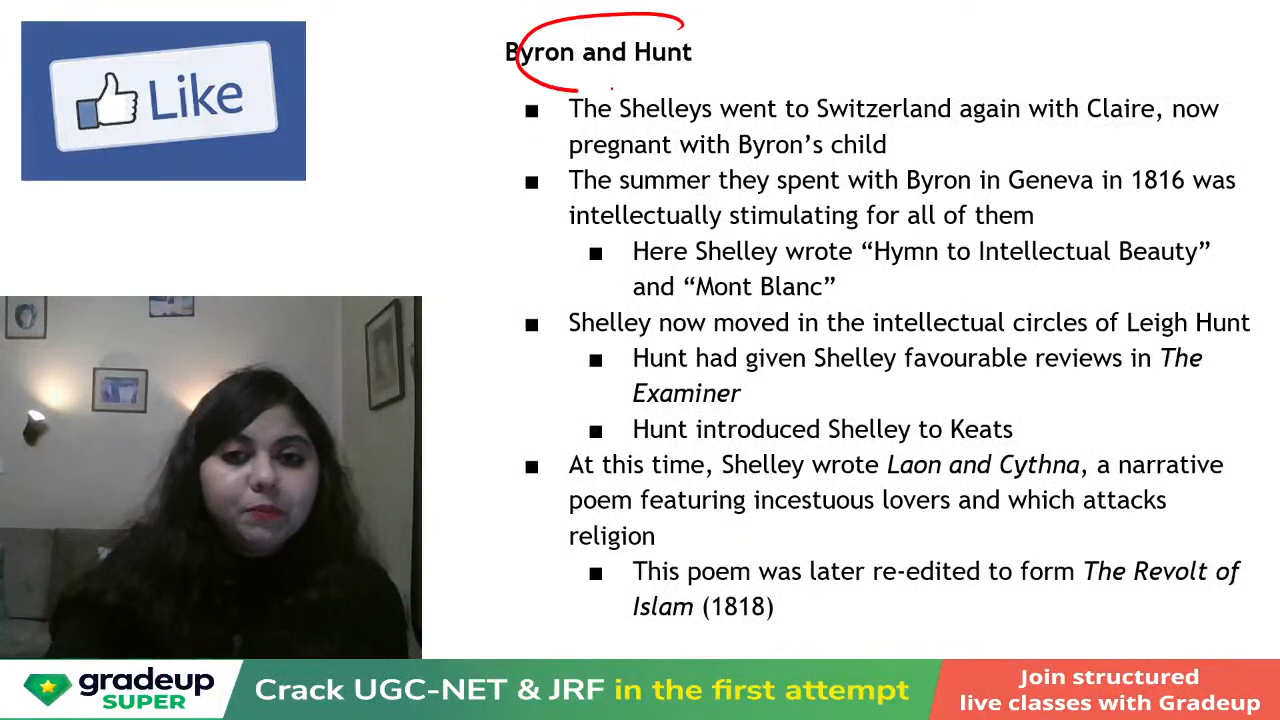 Like
Byron and Hunt
■ The Shelleys went to Switzerland again with Claire, now
pregnant with Byron’s child
■ The summer they spent with Byron in Geneva in 1816 was
intellectually stimulating for all of them
■ Here Shelley wrote “Hymn to Intellectual Beauty”
and “Mont Blanc”
■ Shelley now moved in the intellectual circles of Leigh Hunt
■ Hunt had given Shelley favourable reviews in The
Examiner
■ Hunt introduced Shelley to Keats
■ At this time, Shelley wrote Laon and Cythna, a narrative
poem featuring incestuous lovers and which attacks
religion
■ This poem was later re-edited to form The Revolt of
Islam (1818)
gradeup
SUPER
Crack UGC-NET & JRF in the first attempt
Join structured
live classes with Gradeup